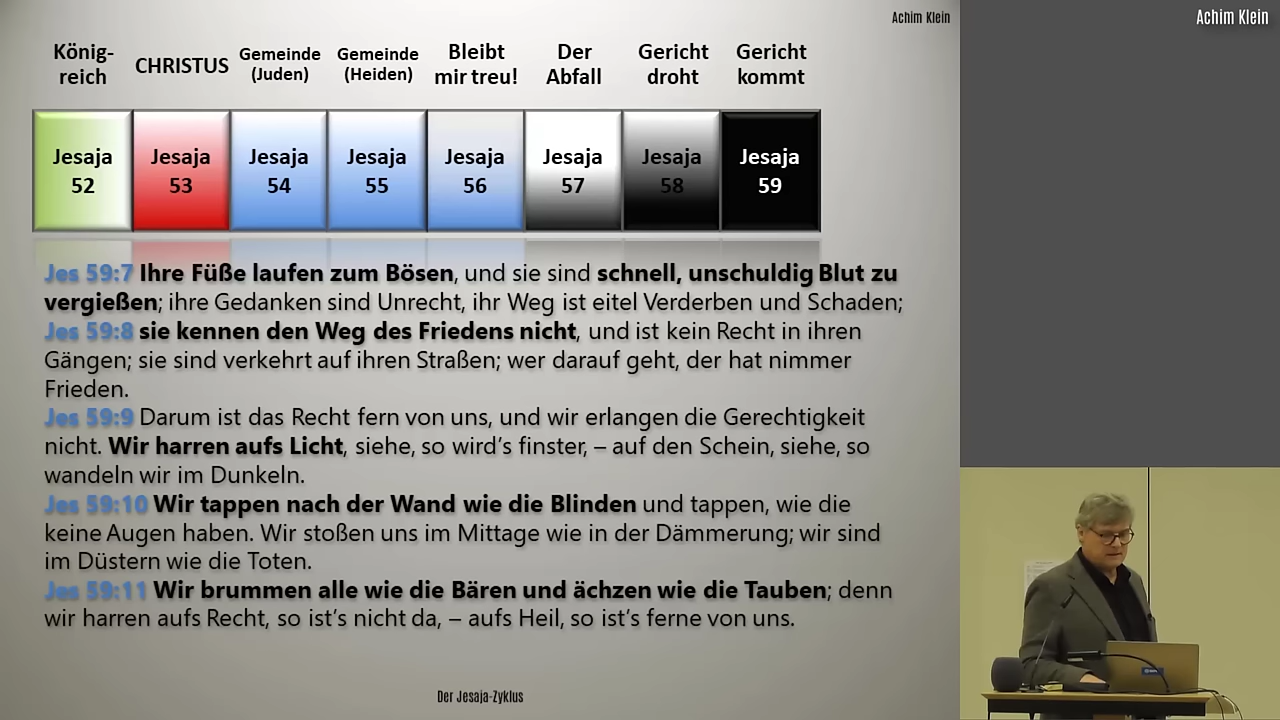 Achim Klein
Achim Klein
König-
reich
CHRISTUS
Gemeinde
(Juden)
Gemeinde
(Heiden)
Bleibt
mir treu!
Der
Abfall
Gericht
droht
Gericht
kommt
Jesaja
52
Jesaja
53
Jesaja
54
Jesaja
55
Jesaja
56
Jesaja
57
Jesaja
58
Jesaja
59
Jes 59:7 Ihre Füße laufen zum Bösen, und sie sind schnell, unschuldig Blut zu
vergießen; ihre Gedanken sind Unrecht, ihr Weg ist eitel Verderben und Schaden;
Jes 59:8 sie kennen den Weg des Friedens nicht, und ist kein Recht in ihren
Gängen; sie sind verkehrt auf ihren Straßen; wer darauf geht, der hat nimmer
Frieden.
Jes 59:9 Darum ist das Recht fern von uns, und wir erlangen die Gerechtigkeit
nicht. Wir harren aufs Licht, siehe, so wird's finster, – auf den Schein, siehe, so
wandeln wir im Dunkeln.
Jes 59:10 Wir tappen nach der Wand wie die Blinden und tappen, wie die
keine Augen haben. Wir stoßen uns im Mittage wie in der Dämmerung; wir sind
im Düstern wie die Toten.
Jes 59:11 Wir brummen alle wie die Bären und ächzen wie die Tauben; denn
wir harren aufs Recht, so ist's nicht da, – aufs Heil, so ist's ferne von uns.
Der Jesaja-Zyklus